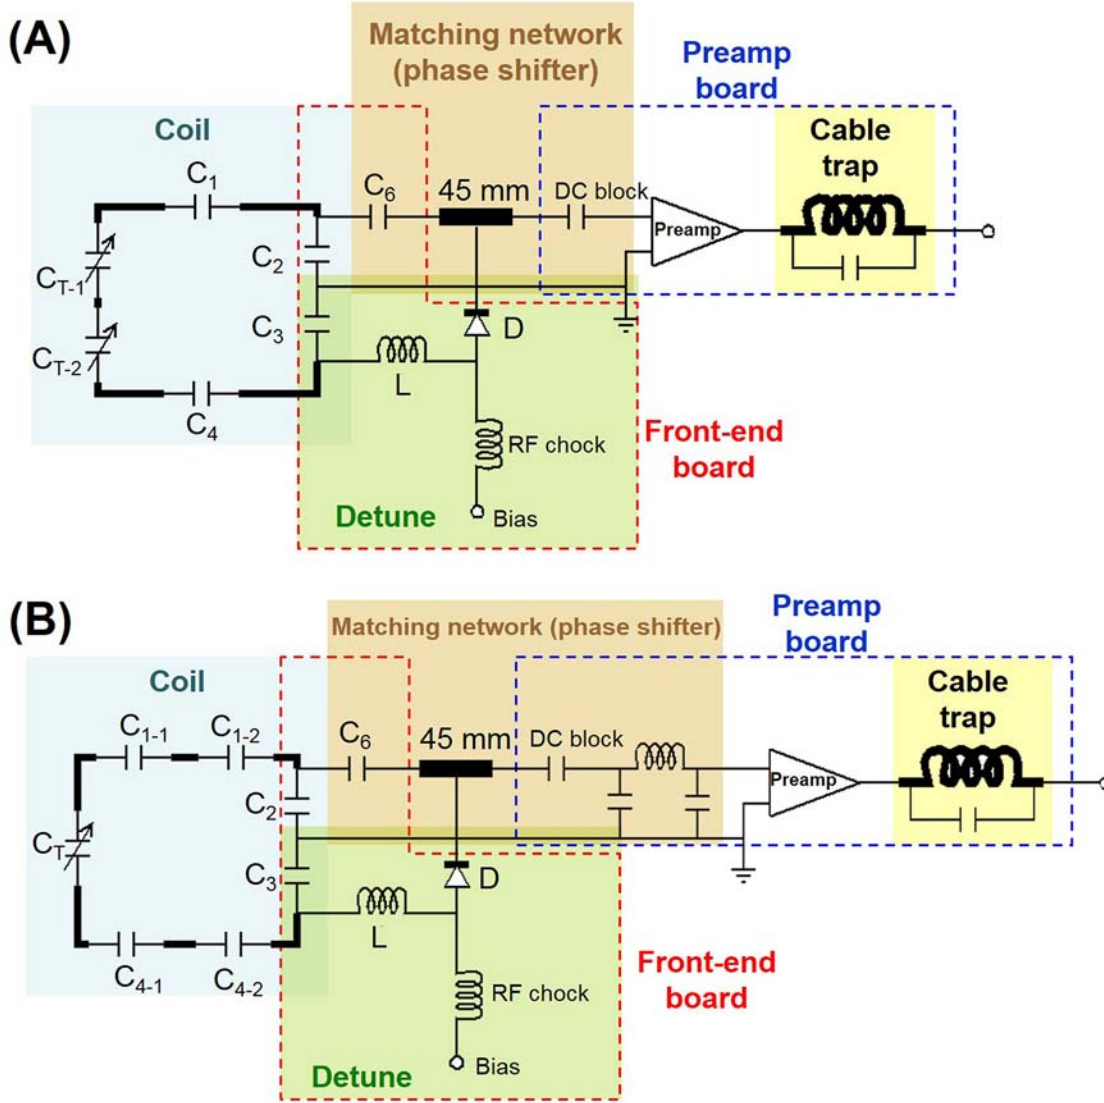 (A)
Matching network
(phase shifter)
Preamp
board
Coil
Cable
trap
C1
C6
45 mm
DC block
Preamp
C2
CT-1
C3
D
CT-2
L
C4
RF chock
Front-end
board
Detune
Bias
(B)
Matching network (phase shifter)
Preamp
board
Coil
Cable
trap
C1-1
C1-2
C6
45 mm
DC block
Preamp
C2
CT
C3
D
L
C4-1
C4-2
RF chock
Front-end
board
Detune
Bias